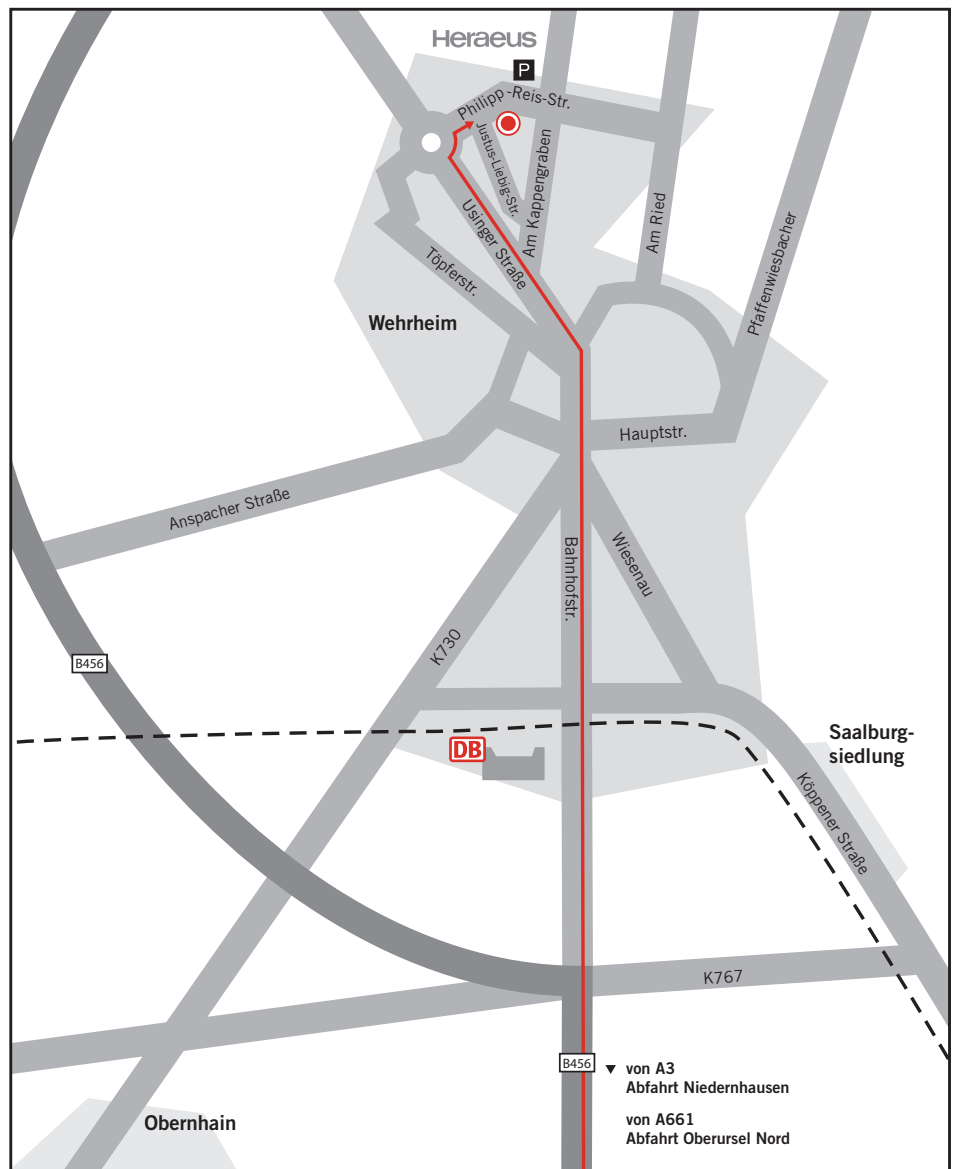 Heraeus
P
Philipp-Reis-Str.
Justus-Liebig-Str.
Am Kappengraben
Usinger Straße
Am Ried
Pfaffenwiesbacher
Töpferstr.
Wehrheim
Hauptstr.
Anspacher Straße
Bahnhofstr.
Wiesenau
K730
B456
DB
Saalburg-
siedlung
Köppener Straße
K767
B456
von A3
Abfahrt Niedernhausen
von A661
Abfahrt Oberursel Nord
Obernhain